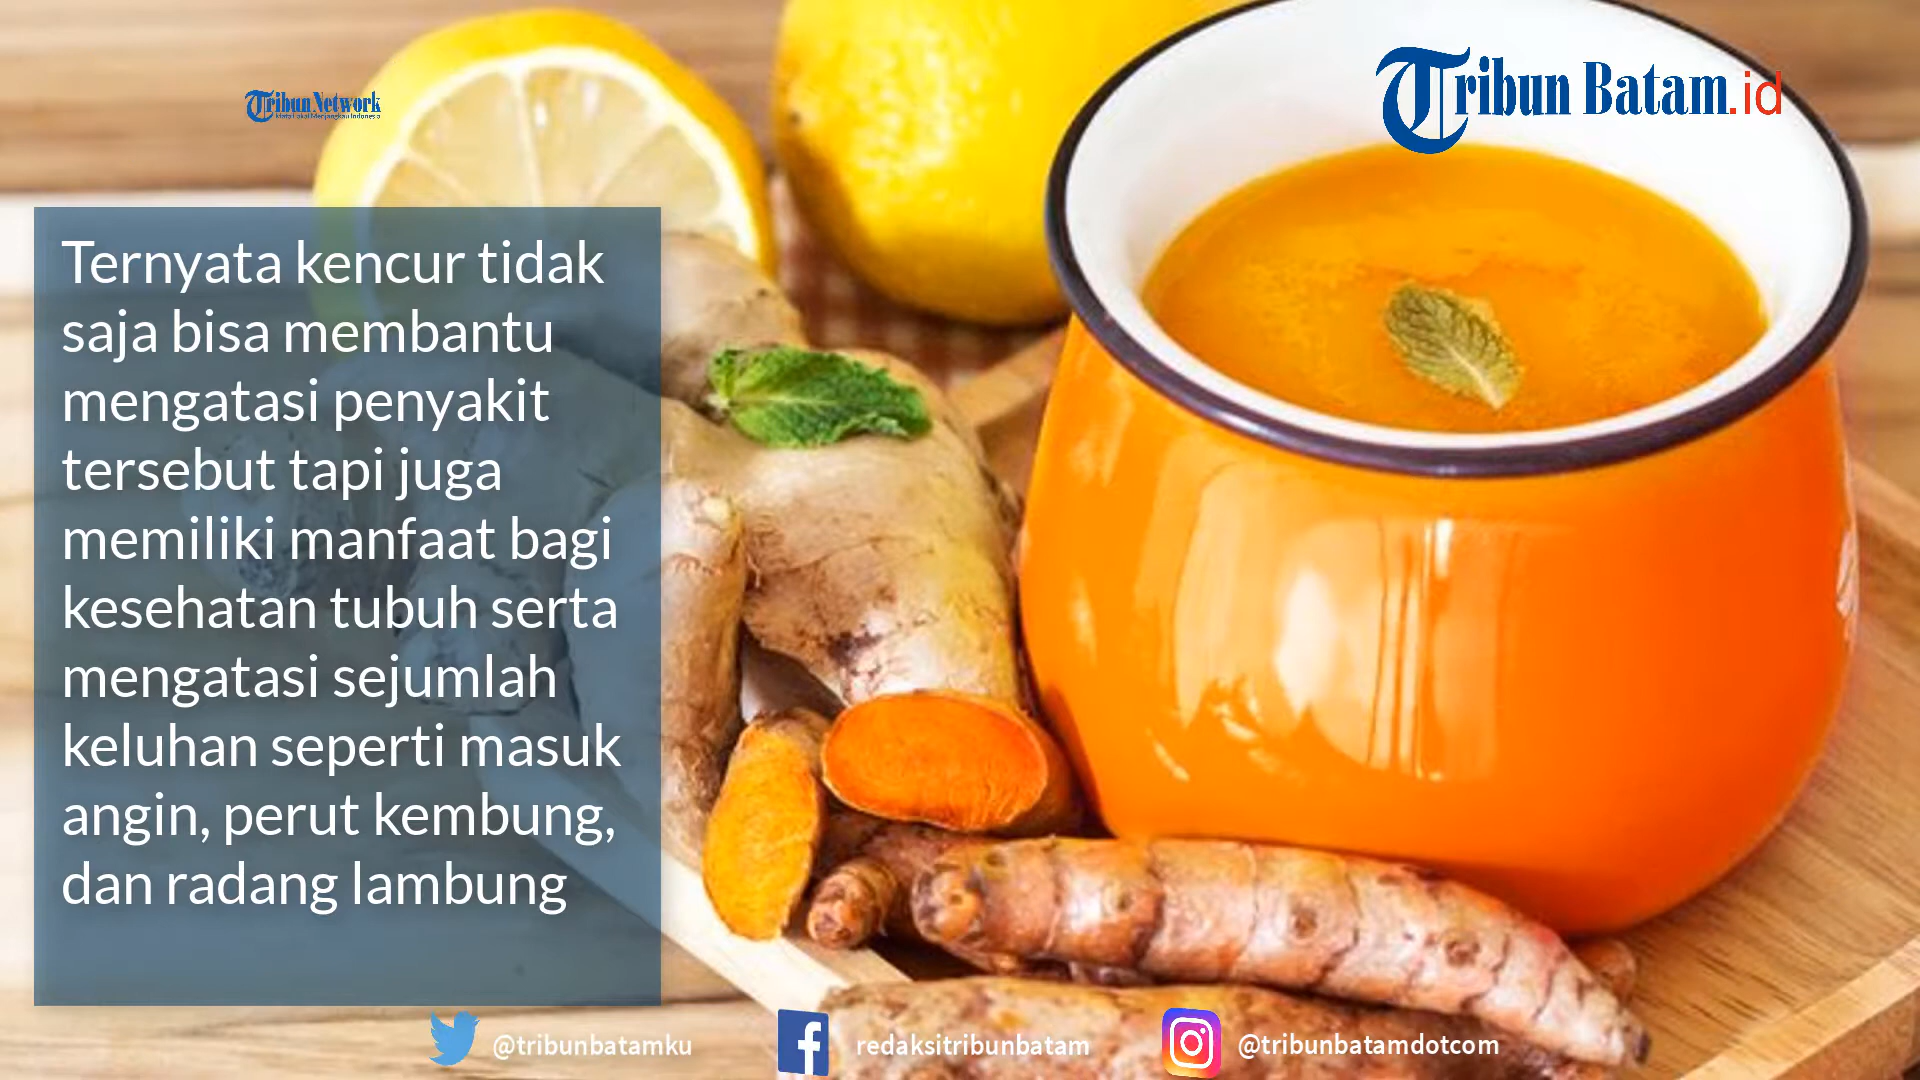 Tribun Network
Tribun Batam.id
Ternyata kencur tidak
saja bisa membantu
mengatasi penyakit
tersebut tapi juga
memiliki manfaat bagi
kesehatan tubuh serta
mengatasi sejumlah
keluhan seperti masuk
angin, perut kembung,
dan radang lambung
@tribunbatamku
redaksitribunbatam
@tribunbatamdotcom